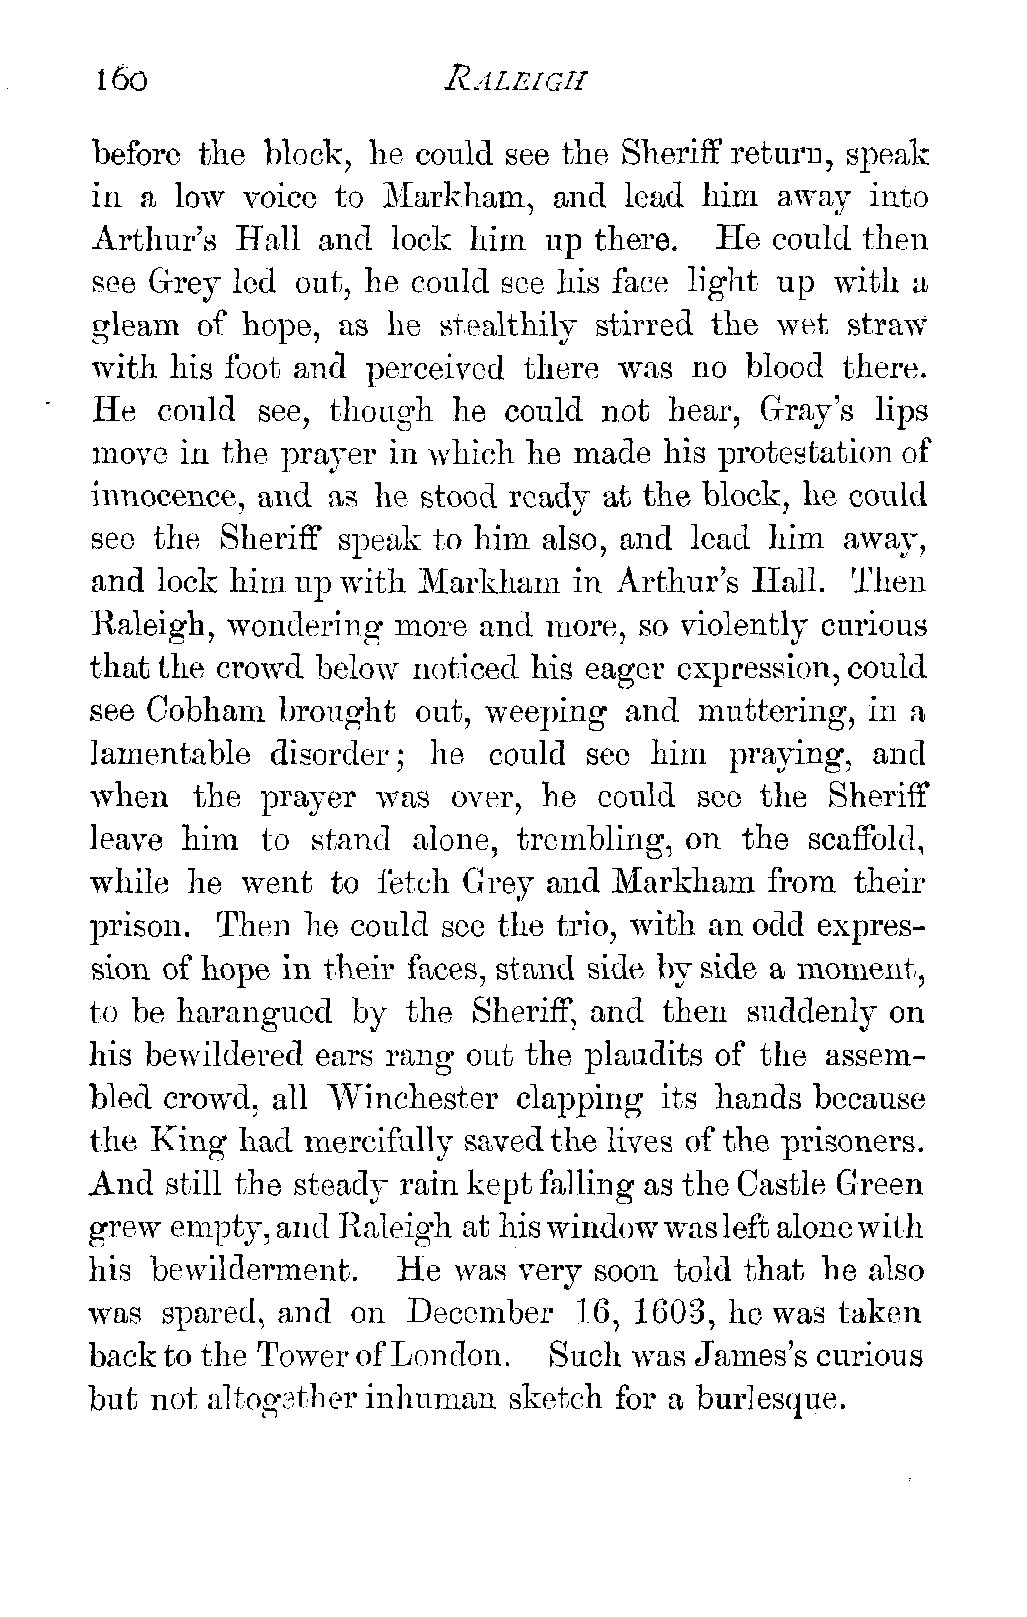 160 RALEIGH
before the block, he could see the Sheriff return, speak
in a low voice to Markham, and lead him away into
Arthur's Hall and lock him up there. He could then
see Grey led out, he could see his face light up with a
gleam of hope, as he stealthily stirred the wet straw
with his foot and perceived there was no blood there.
He could see, though he could not hear, Gray's lips
move in the prayer in which he made his protestation of
innocence, and as he stood ready at the block, he could
see the Sheriff speak to him also, and lead him away,
and lock him up with Markham in Arthur's Hall. Then
Raleigh, wondering more and more, so violently curious
that the crowd below noticed his eager expression, could
see Cobham brought out, weeping and muttering, in a
lamentable disorder; he could see him praying, and
when the prayer was over, he could see the Sheriff
leave him to stand alone, trembling, on the scaffold,
while he went to fetch Grey and Markham from their
prison. Then he could see the trio, with an odd expres-
sion of hope in their faces, stand side by side a moment,
to be harangued by the Sheriff, and then suddenly on
his bewildered ears rang out the plaudits of the assem-
bled crowd, all Winchester clapping its hands because
the King had mercifully saved the lives of the prisoners.
And still the steady rain kept falling as the Castle Green
grew empty, and Raleigh at his window was left alone with
his bewilderment. He was very soon told that he also
was spared, and on December 16, 1603, he was taken
back to the Tower of London. Such was James's curious
but not altogether inhuman sketch for a burlesque.